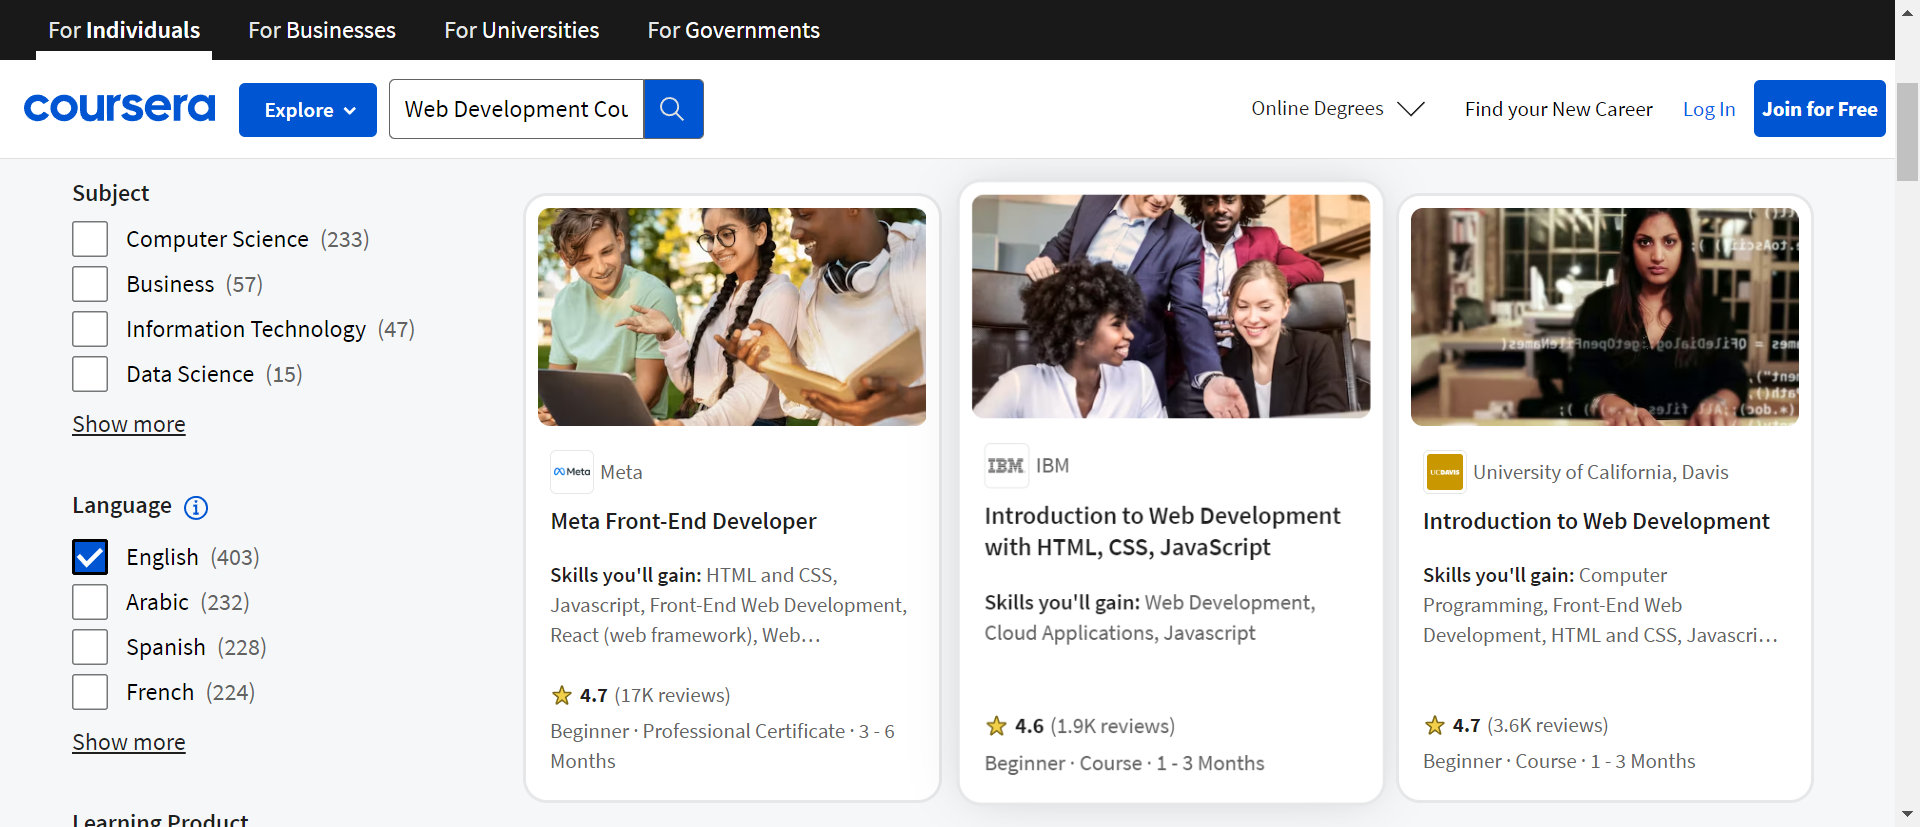 For Individuals
For Businesses
For Universities
For Governments
coursera
Explore
Web Development Cou
Online Degrees
Find your New Career
Log In
Join for Free
Subject
Computer Science (233)
Business (57)
Information Technology (47)
Data Science (15)
Show more
Language
English (403)
Arabic (232)
Spanish (228)
French (224)
Show more
Learning Product
Meta
Meta
Meta Front-End Developer
Skills you'll gain: HTML and CSS,
Javascript, Front-End Web Development,
React (web framework), Web...
4.7 (17K reviews)
Beginner · Professional Certificate · 3 - 6
Months
IBM
IBM
Introduction to Web Development
with HTML, CSS, JavaScript
Skills you'll gain: Web Development,
Cloud Applications, Javascript
4.6 (1.9K reviews)
Beginner · Course · 1 - 3 Months
UCDAVIS
University of California, Davis
Introduction to Web Development
Skills you'll gain: Computer
Programming, Front-End Web
Development, HTML and CSS, Javascri...
4.7 (3.6K reviews)
Beginner · Course · 1 - 3 Months